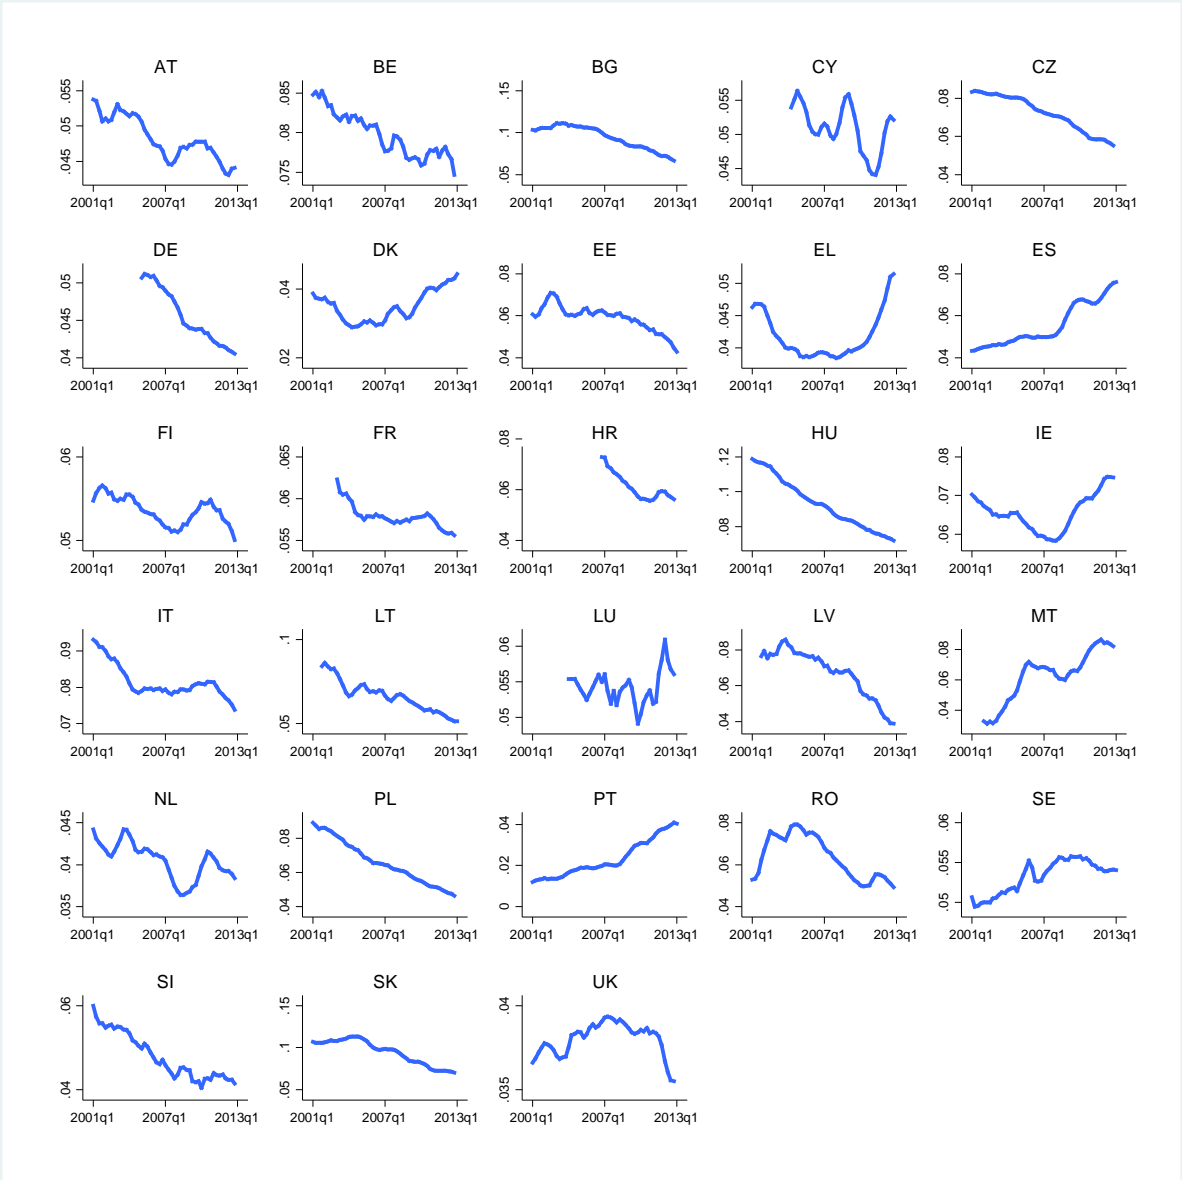 AT BE BG CY CZ
.055 .085 .15 .055 .08
.05 .08 .1 .05 .06
.045 .075 .05 .045 .04
2001q1 2007q1 2013q1 2001q1 2007q1 2013q1 2001q1 2007q1 2013q1 2001q1 2007q1 2013q1 2001q1 2007q1 2013q1
DE DK EE EL ES
.05 .04 .08 .05 .08
.045 .06 .045 .06
.04 .02 .04 .04 .04
2001q1 2007q1 2013q1 2001q1 2007q1 2013q1 2001q1 2007q1 2013q1 2001q1 2007q1 2013q1 2001q1 2007q1 2013q1
FI FR HR HU IE
.06 .065 .08 .12 .08
.06 .06 .1 .07
.05 .055 .04 .08 .06
2001q1 2007q1 2013q1 2001q1 2007q1 2013q1 2001q1 2007q1 2013q1 2001q1 2007q1 2013q1 2001q1 2007q1 2013q1
IT LT LU LV MT
.09 .1 .06 .08 .08
.08 .055 .06 .06
.07 .05 .05 .04 .04
2001q1 2007q1 2013q1 2001q1 2007q1 2013q1 2001q1 2007q1 2013q1 2001q1 2007q1 2013q1 2001q1 2007q1 2013q1
NL PL PT RO SE
.045 .08 .04 .08 .06
.04 .06 .02 .06 .055
.035 .04 0 .04 .05
2001q1 2007q1 2013q1 2001q1 2007q1 2013q1 2001q1 2007q1 2013q1 2001q1 2007q1 2013q1 2001q1 2007q1 2013q1
SI SK UK
.06 .15 .04
.1
.04 .05 .035
2001q1 2007q1 2013q1 2001q1 2007q1 2013q1 2001q1 2007q1 2013q1